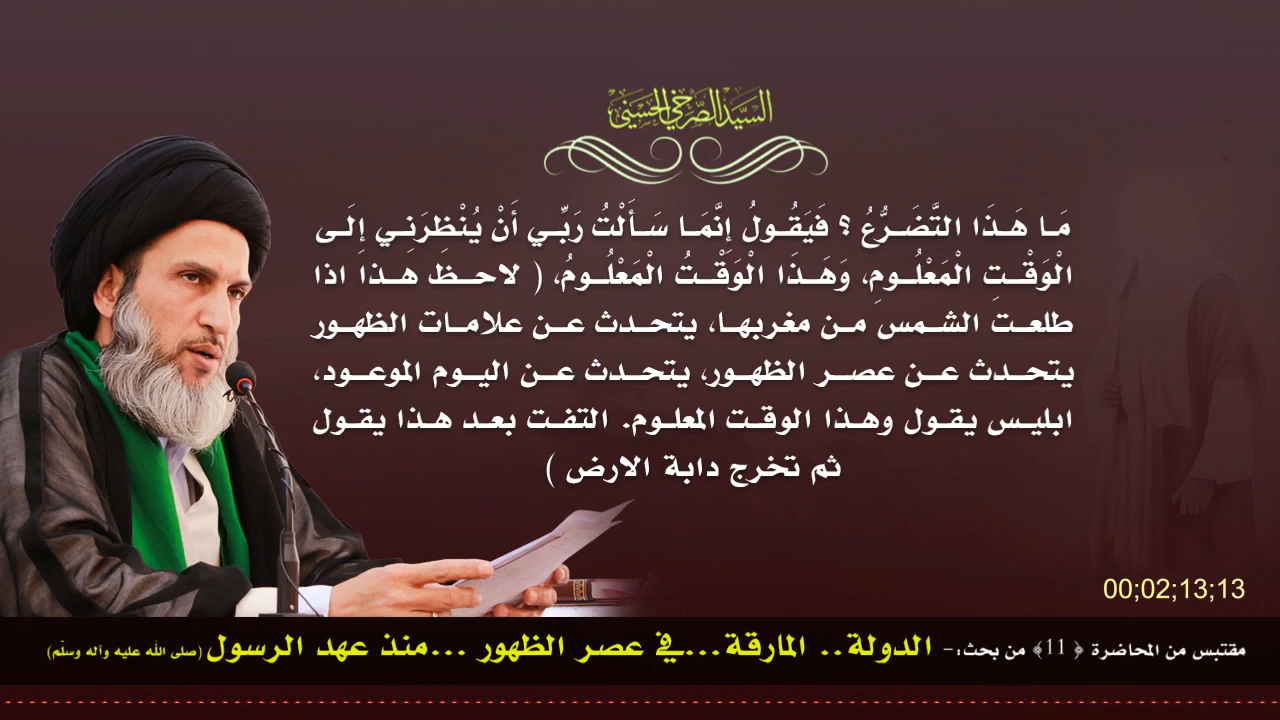 السيد الصرخي الحسني
مَا هَذَا التَّضَرُّعُ ؟ فَيَقُولُ إِنَّمَا سَأَلْتُ رَبِّي أَنْ يُنْظِرَنِي إِلَى
الْوَقْتِ الْمَعْلُومِ، وَهَذَا الْوَقْتُ الْمَعْلُومُ، ( لاحظ هذا اذا
طلعت الشمس من مغربها، يتحدث عن علامات الظهور
يتحدث عن عصر الظهور، يتحدث عن اليوم الموعود،
ابليس يقول وهذا الوقت المعلوم. التفت بعد هذا يقول
ثم تخرج دابة الارض )
00;02;13;13
مقتبس من المحاضرة { 11 } من بحث:- الدولة.. المارقة...في عصر الظهور ...منذ عهد الرسول (صلى الله عليه وآله وسلّم)